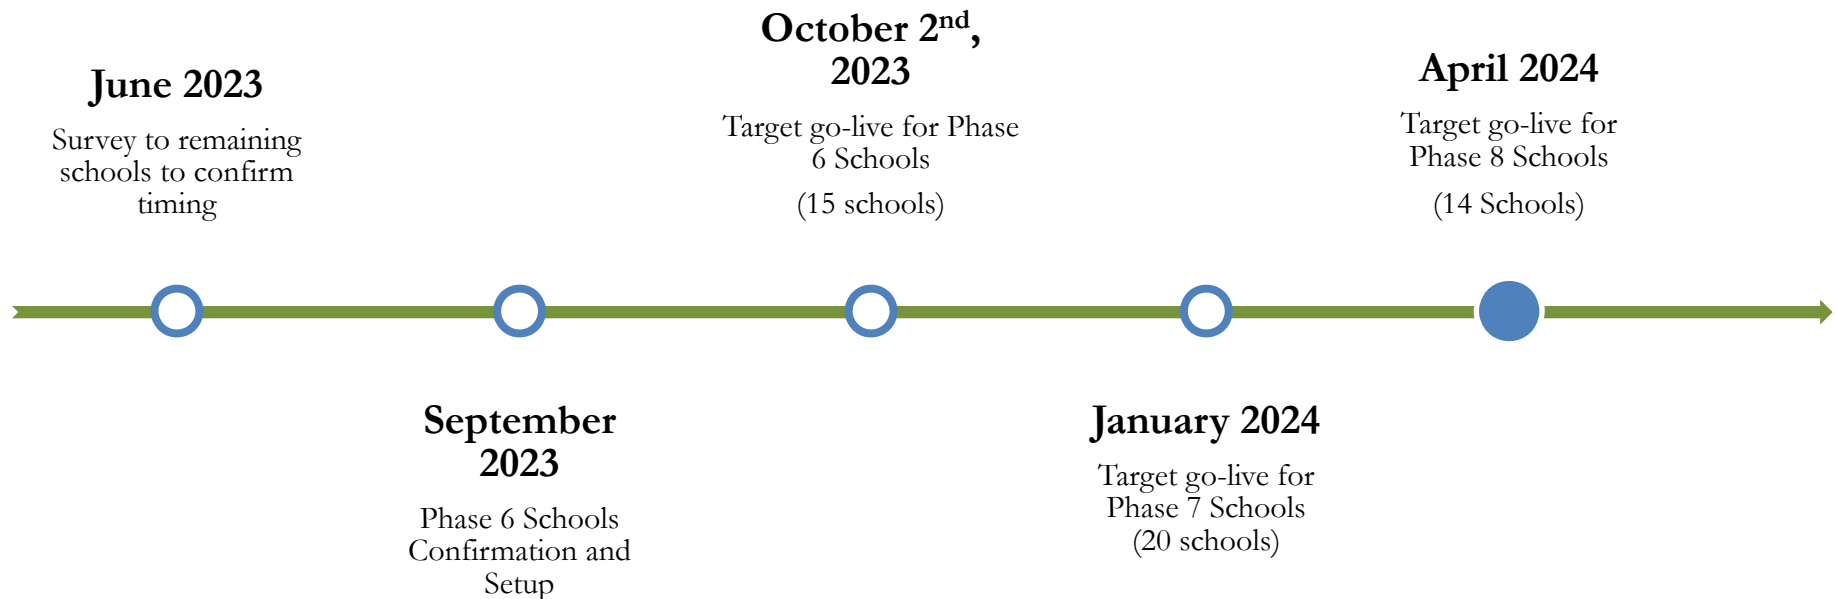 June 2023
Survey to remaining
schools to confirm
timing
September
2023
Phase 6 Schools
Confirmation and
Setup
October 2nd,
2023
Target go-live for Phase
6 Schools
(15 schools)
January 2024
Target go-live for
Phase 7 Schools
(20 schools)
April 2024
Target go-live for
Phase 8 Schools
(14 Schools)